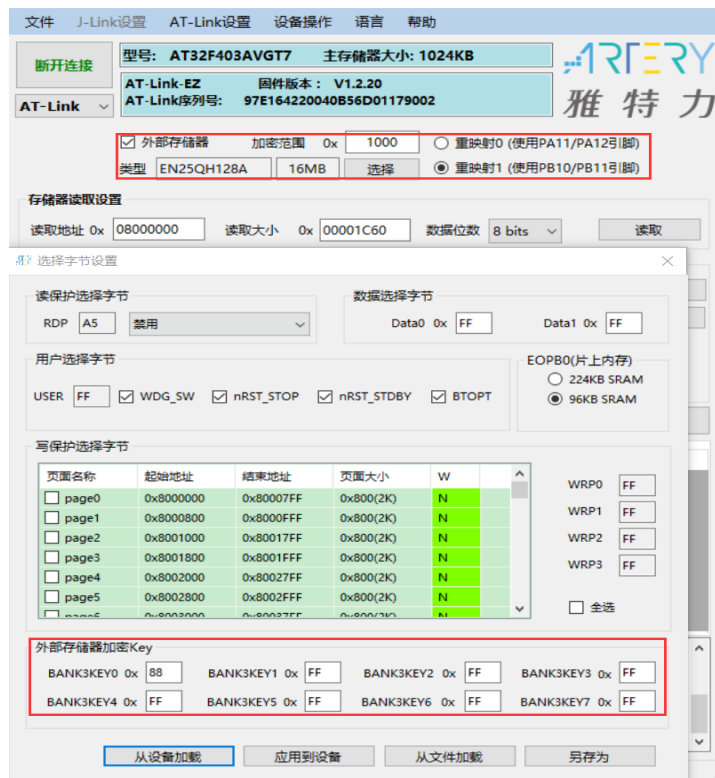 文件 J-Link设置 AT-Link设置 设备操作 语言 帮助
断开连接 型号: AT32F403AVGT7 主存储器大小: 1024KB
AT-Link-EZ 固件版本: V1.2.20
AT-Link AT-Link序列号: 97E164220040B56D01179002
ARTERY
雅特力
外部存储器 加密范围 0x 1000 重映射0 (使用PA11/PA12引脚)
类型 EN25QH128A 16MB 选择 重映射1 (使用PB10/PB11引脚)
存储器读取设置
读取地址 0x 08000000 读取大小 0x 00001C60 数据位数 8 bits 读取
选择字节设置
读保护选择字节 数据选择字节
RDP A5 禁用 Data0 0x FF Data1 0x FF
用户选择字节 EOPB0(片上内存)
224KB SRAM
USER FF WDG_SW nRST_STOP nRST_STDBY BTOPT 96KB SRAM
写保护选择字节
页面名称 起始地址 结束地址 页面大小 W
page0 0x8000000 0x80007FF 0x800(2K) N WRP0 FF
page1 0x8000800 0x8000FFF 0x800(2K) N WRP1 FF
page2 0x8001000 0x80017FF 0x800(2K) N WRP2 FF
page3 0x8001800 0x8001FFF 0x800(2K) N WRP3 FF
page4 0x8002000 0x80027FF 0x800(2K) N
page5 0x8002800 0x8002FFF 0x800(2K) N 全选
page6 0x8003000 0x80037FF 0x800(2K) N
外部存储器加密Key
BANK3KEY0 0x 88 BANK3KEY1 0x FF BANK3KEY2 0x FF BANK3KEY3 0x FF
BANK3KEY4 0x FF BANK3KEY5 0x FF BANK3KEY6 0x FF BANK3KEY7 0x FF
从设备加载 应用到设备 从文件加载 另存为